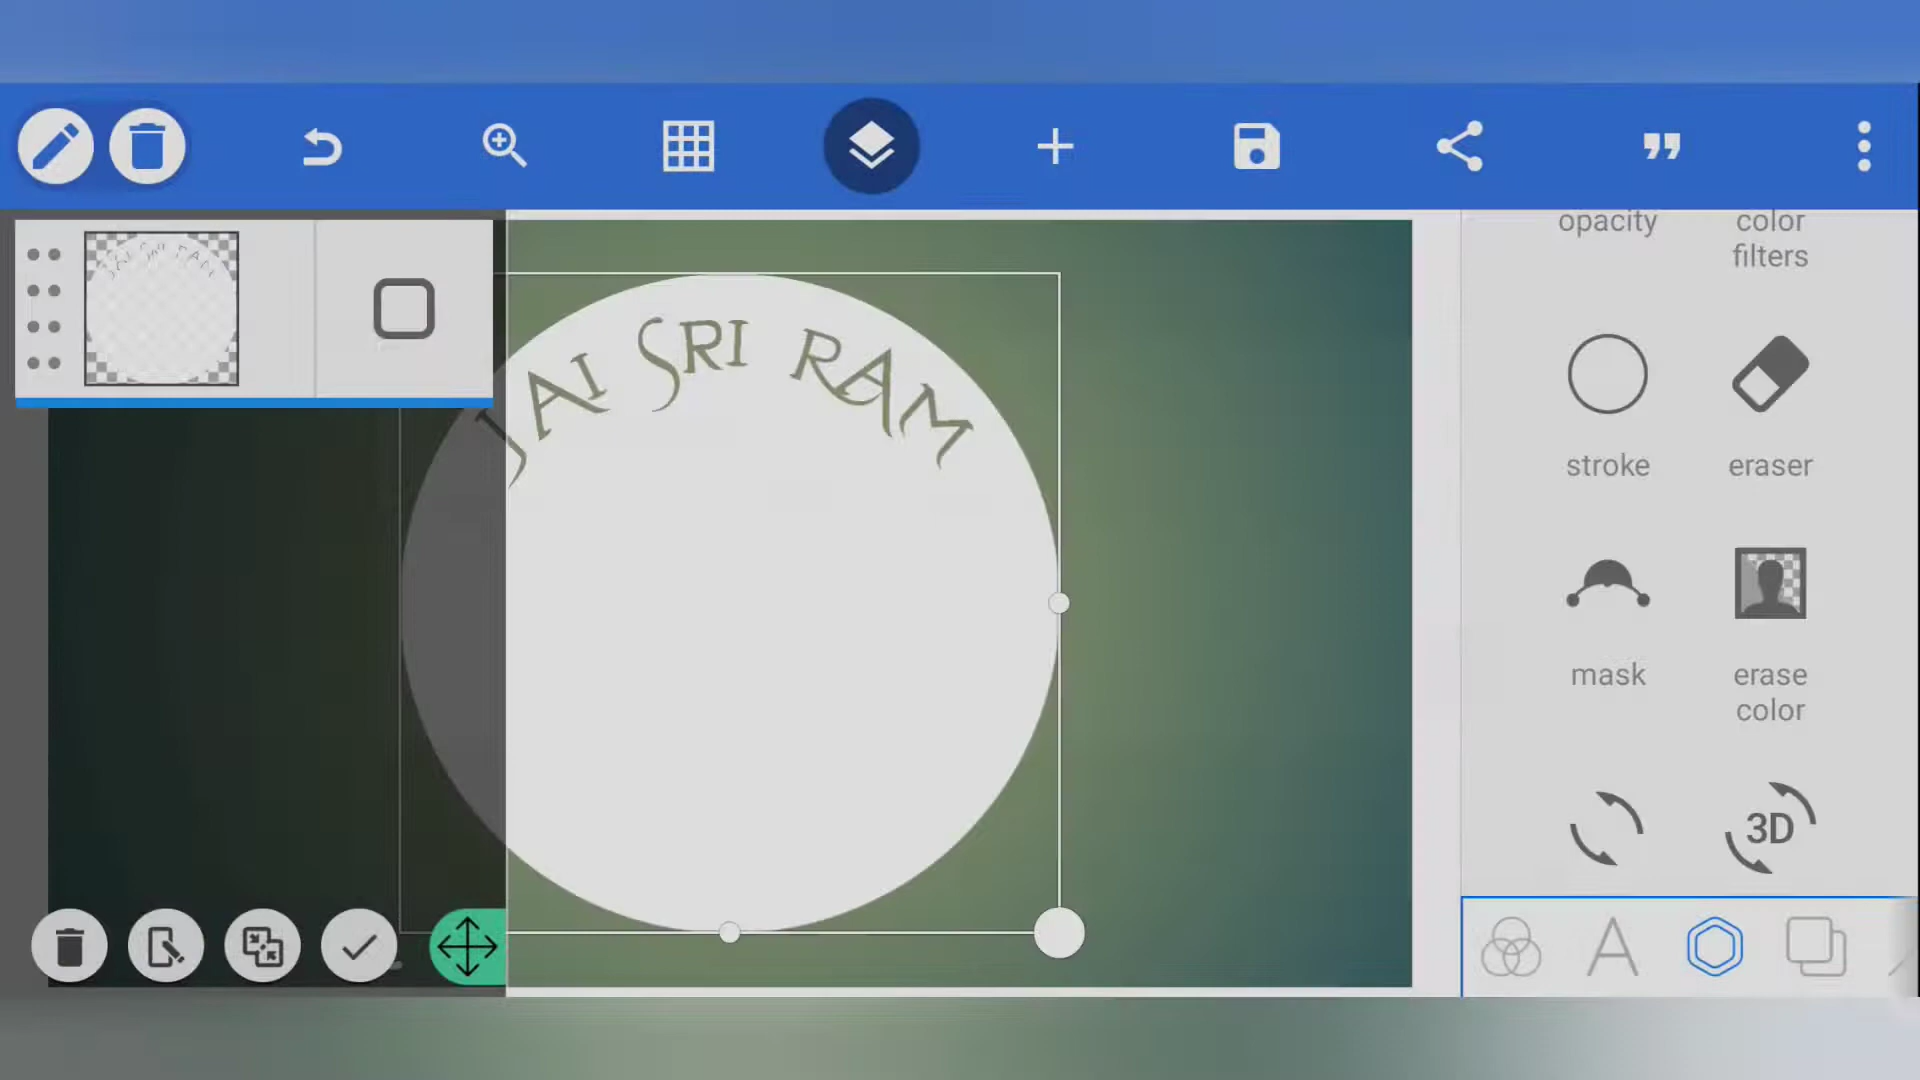 opacity
color
filters
JAI SRI RAM
stroke
eraser
mask
erase
color
3D
A